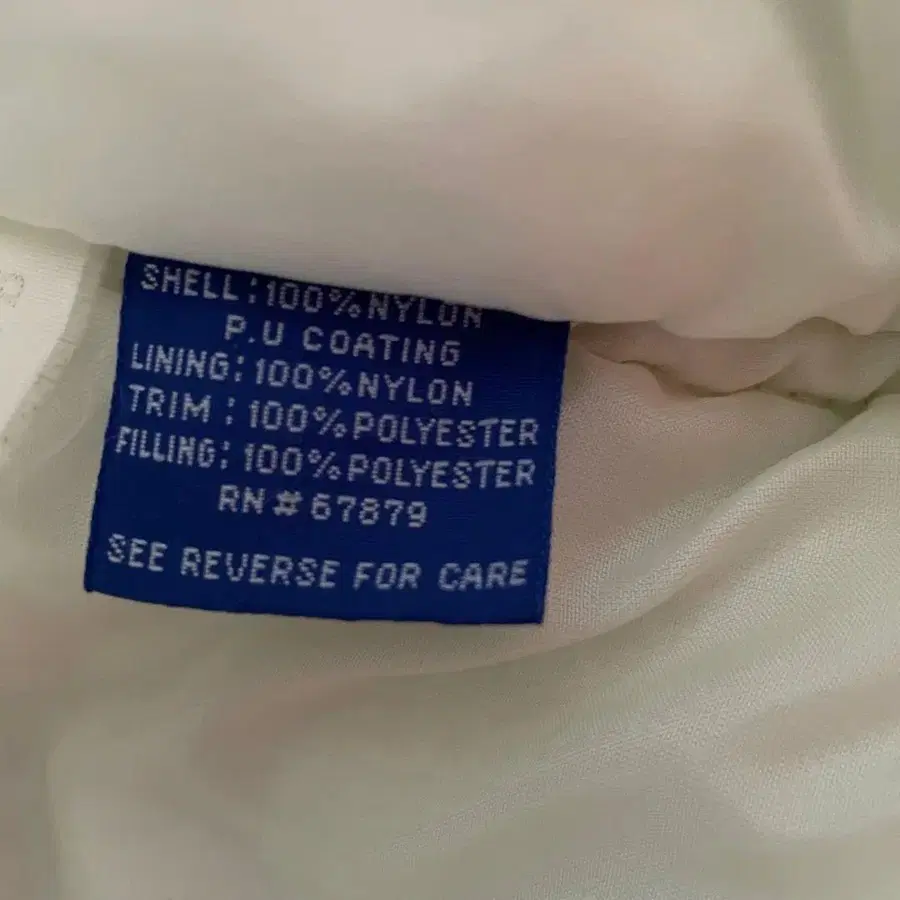 SHELL:100%NYLON
P.U COATING
LINING:100%NYLON
TRIM : 100%POLYESTER
FILLING: 100%POLYESTER
RN # 67879
SEE REVERSE FOR CARE